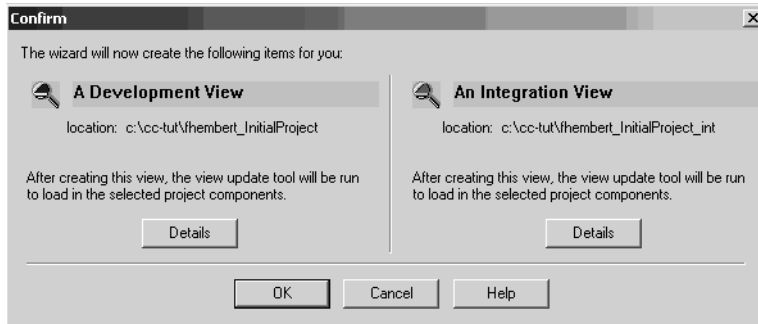 Confirm
The wizard will now create the following items for you:
A Development View
location: c:\cc-tut\fhembert_InitialProject
After creating this view, the view update tool will be run
to load in the selected project components.
Details
An Integration View
location: c:\cc-tut\fhembert_InitialProject_int
After creating this view, the view update tool will be run
to load in the selected project components.
Details
OK
Cancel
Help